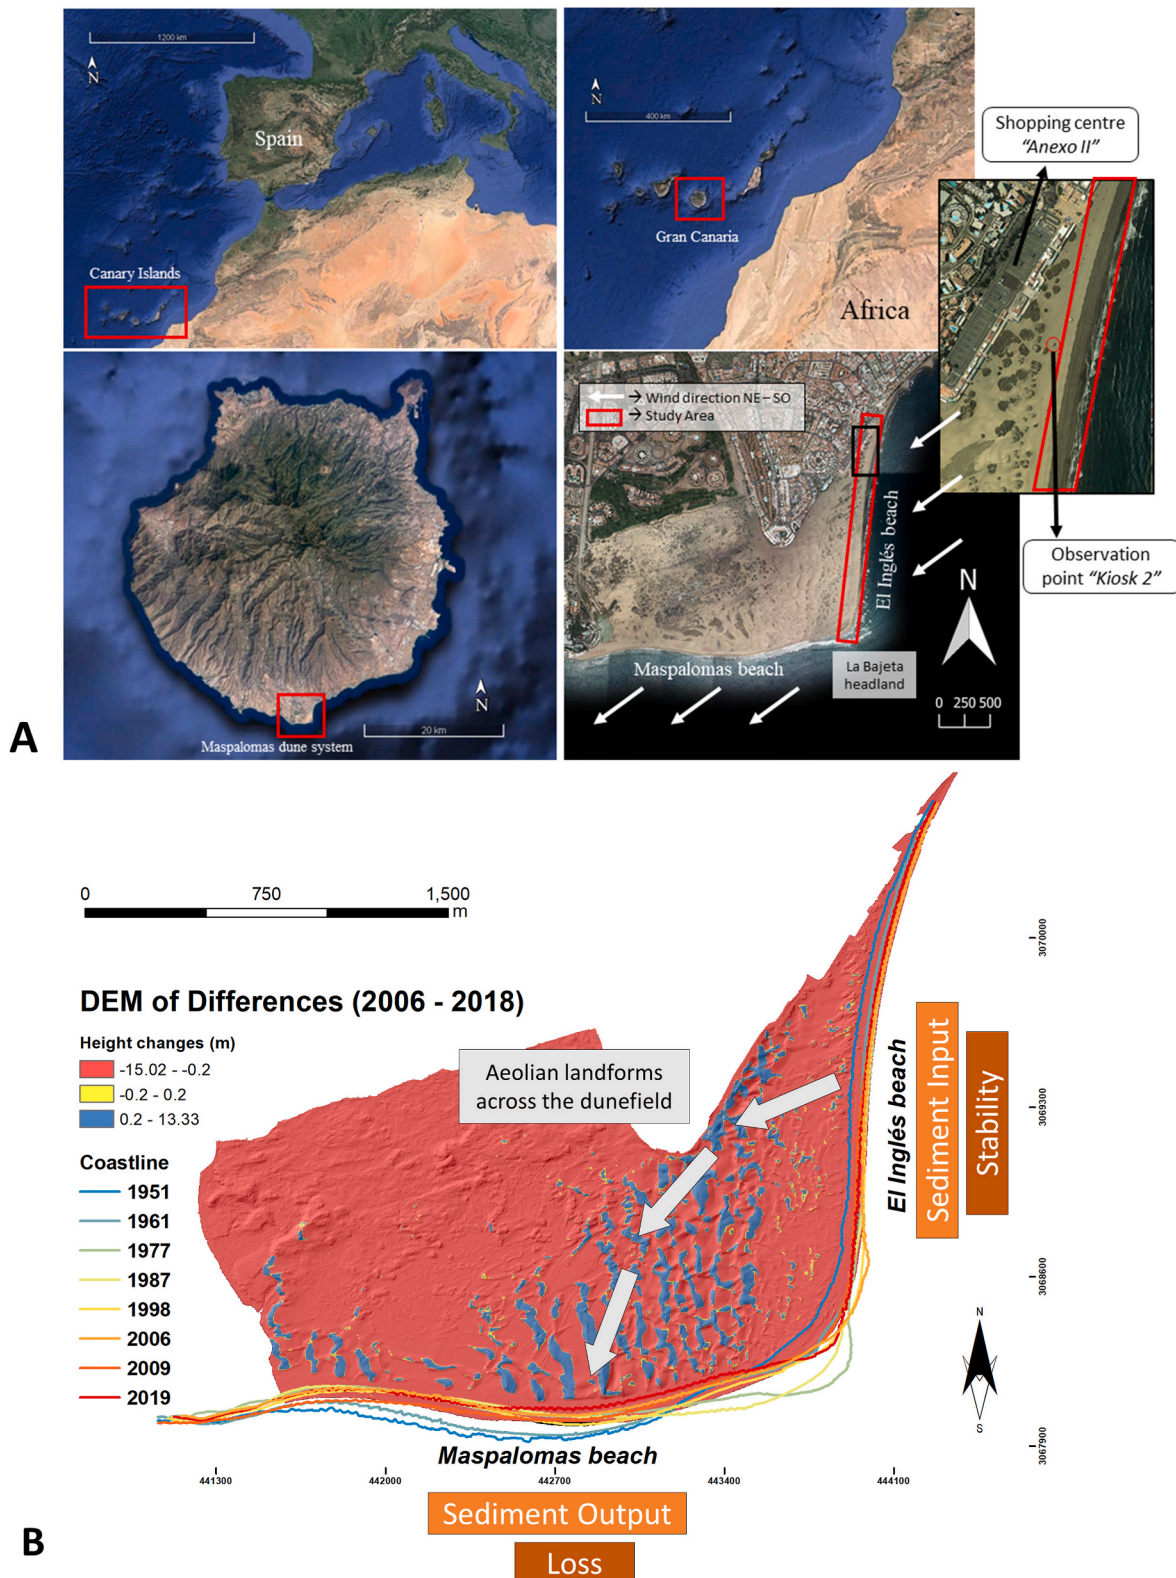 1200 km
N
Spain
Canary Islands
400 km
N
Gran Canaria
Africa
Shopping centre
“Anexo II”
Observation
point “Kiosk 2”
N
20 km
Maspalomas dune system
→ Wind direction NE – SO
→ Study Area
El Inglés beach
Maspalomas beach
La Bajeta
headland
N
0 250 500
A
0 750 1,500
m
DEM of Differences (2006 - 2018)
Height changes (m)
-15.02 - -0.2
-0.2 - 0.2
0.2 - 13.33
Coastline
1951
1961
1977
1987
1998
2006
2009
2019
Aeolian landforms
across the dunefield
El Inglés beach
Sediment Input
Stability
3070000
3069300
3068600
3067900
N
S
Maspalomas beach
441300 442000 442700 443400 444100
Sediment Output
Loss
B